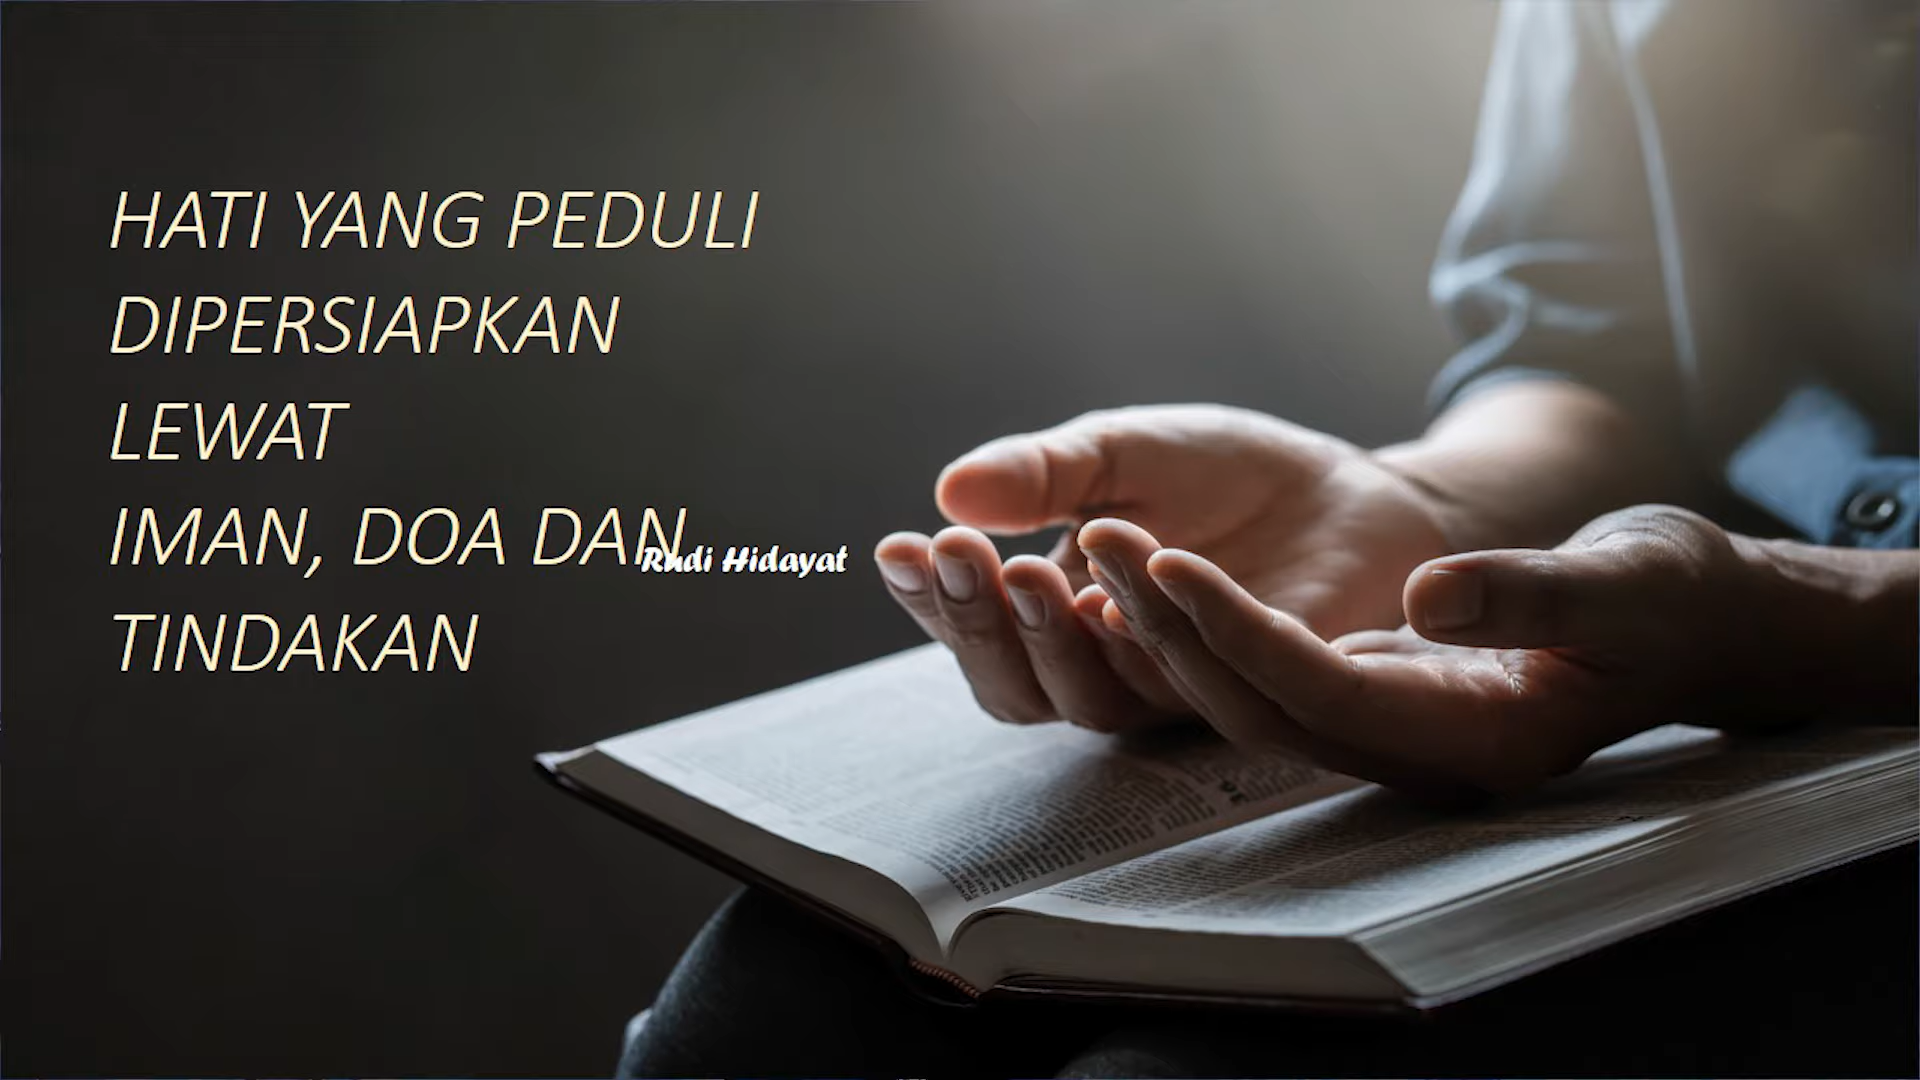 HATI YANG PEDULI
DIPERSIAPKAN
LEWAT
IMAN, DOA DAN
Rudi Hidayat
TINDAKAN